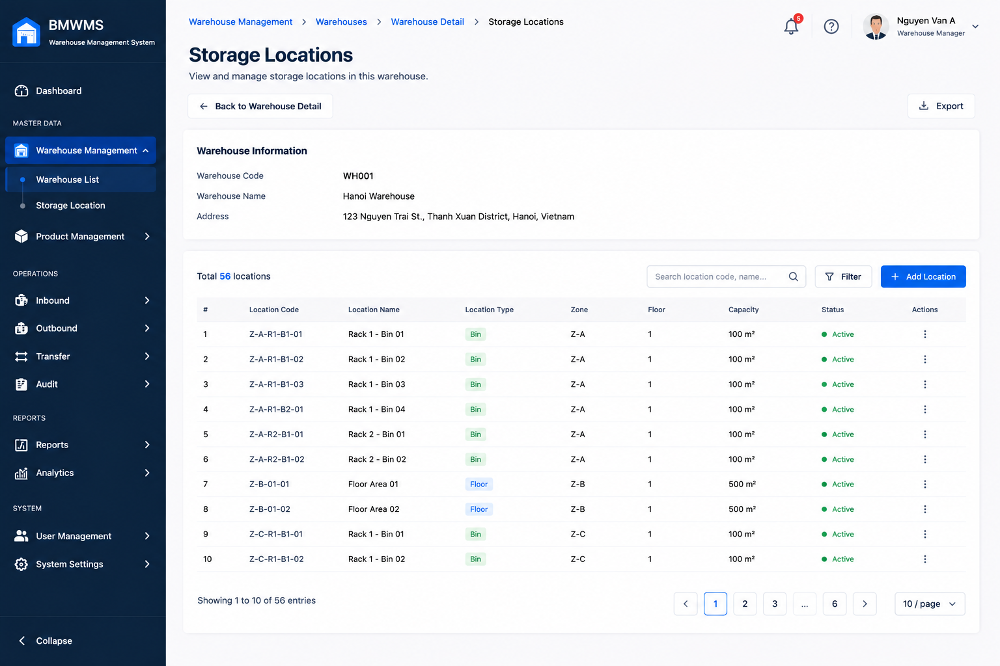 BMWMS
Warehouse Management System
Dashboard
MASTER DATA
Warehouse Management
Warehouse List
Storage Location
Product Management
OPERATIONS
Inbound
Outbound
Transfer
Audit
REPORTS
Reports
Analytics
SYSTEM
User Management
System Settings
Collapse
Warehouse Management > Warehouses > Warehouse Detail > Storage Locations
5
Nguyen Van A
Warehouse Manager
Storage Locations
View and manage storage locations in this warehouse.
← Back to Warehouse Detail
Export
Warehouse Information
Warehouse Code WH001
Warehouse Name Hanoi Warehouse
Address 123 Nguyen Trai St., Thanh Xuan District, Hanoi, Vietnam
Total 56 locations
Search location code, name...
Filter
+ Add Location
# Location Code Location Name Location Type Zone Floor Capacity Status Actions
1 Z-A-R1-B1-01 Rack 1 - Bin 01 Bin Z-A 1 100 m² Active
2 Z-A-R1-B1-02 Rack 1 - Bin 02 Bin Z-A 1 100 m² Active
3 Z-A-R1-B1-03 Rack 1 - Bin 03 Bin Z-A 1 100 m² Active
4 Z-A-R1-B2-01 Rack 1 - Bin 04 Bin Z-A 1 100 m² Active
5 Z-A-R2-B1-01 Rack 2 - Bin 01 Bin Z-A 1 100 m² Active
6 Z-A-R2-B1-02 Rack 2 - Bin 02 Bin Z-A 1 100 m² Active
7 Z-B-01-01 Floor Area 01 Floor Z-B 1 500 m² Active
8 Z-B-01-02 Floor Area 02 Floor Z-B 1 500 m² Active
9 Z-C-R1-B1-01 Rack 1 - Bin 01 Bin Z-C 1 100 m² Active
10 Z-C-R1-B1-02 Rack 1 - Bin 02 Bin Z-C 1 100 m² Active
Showing 1 to 10 of 56 entries
< 1 2 3 ... 6 >
10 / page